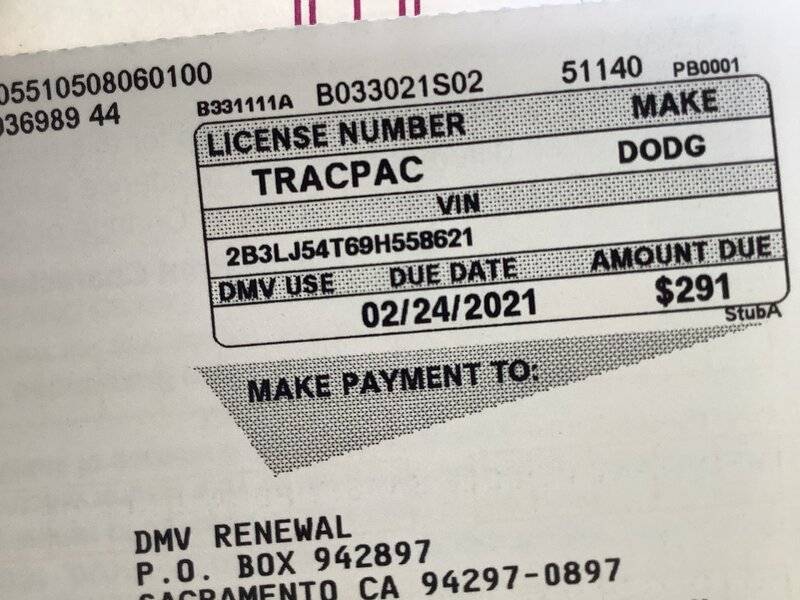 05510508060100
036989 44
B331111A B033021S02 51140 PB0001
LICENSE NUMBER MAKE
TRACPAC DODG
VIN
2B3LJ54T69H558621
DMV USE DUE DATE AMOUNT DUE
02/24/2021 $291
StubA
MAKE PAYMENT TO:
DMV RENEWAL
P.O. BOX 942897
SACRAMENTO CA 94297-0897